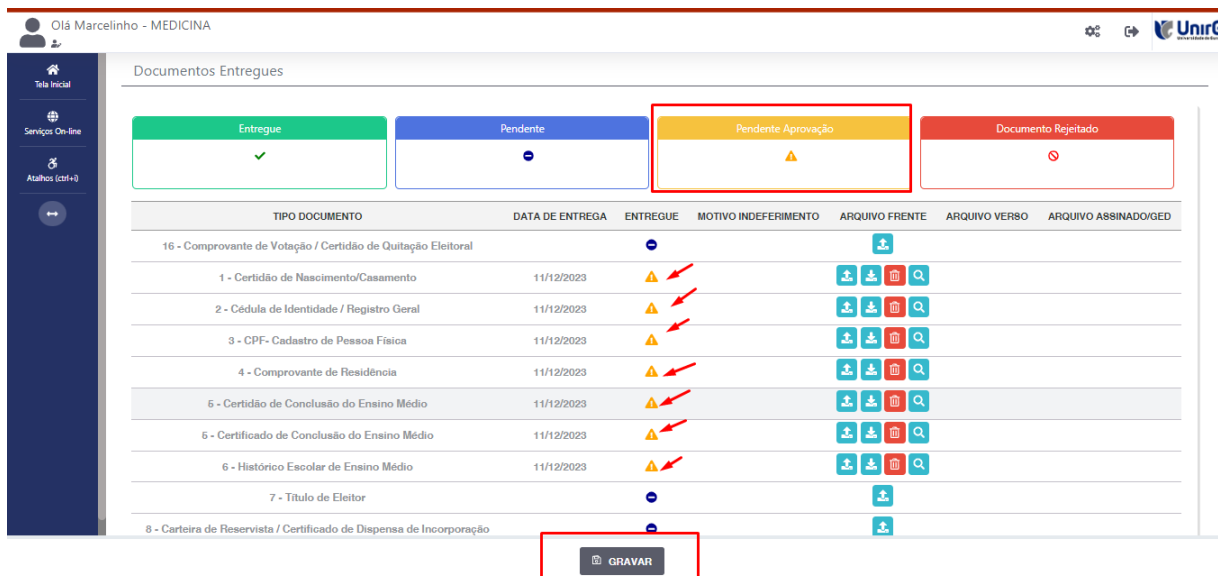 Olá Marcelinho - MEDICINA
UnirG
Tela Inicial
Serviços On-line
Atalhos (ctrl+i)
Documentos Entregues
Entregue
Pendente
Pendente Aprovação
Documento Rejeitado
TIPO DOCUMENTO DATA DE ENTREGA ENTREGUE MOTIVO INDEFERIMENTO ARQUIVO FRENTE ARQUIVO VERSO ARQUIVO ASSINADO/GED
16 - Comprovante de Votação / Certidão de Quitação Eleitoral
1 - Certidão de Nascimento/Casamento 11/12/2023
2 - Cédula de Identidade / Registro Geral 11/12/2023
3 - CPF- Cadastro de Pessoa Física 11/12/2023
4 - Comprovante de Residência 11/12/2023
5 - Certidão de Conclusão do Ensino Médio 11/12/2023
5 - Certificado de Conclusão do Ensino Médio 11/12/2023
6 - Histórico Escolar de Ensino Médio 11/12/2023
7 - Título de Eleitor
8 - Carteira de Reservista / Certificado de Dispensa de Incorporação
GRAVAR